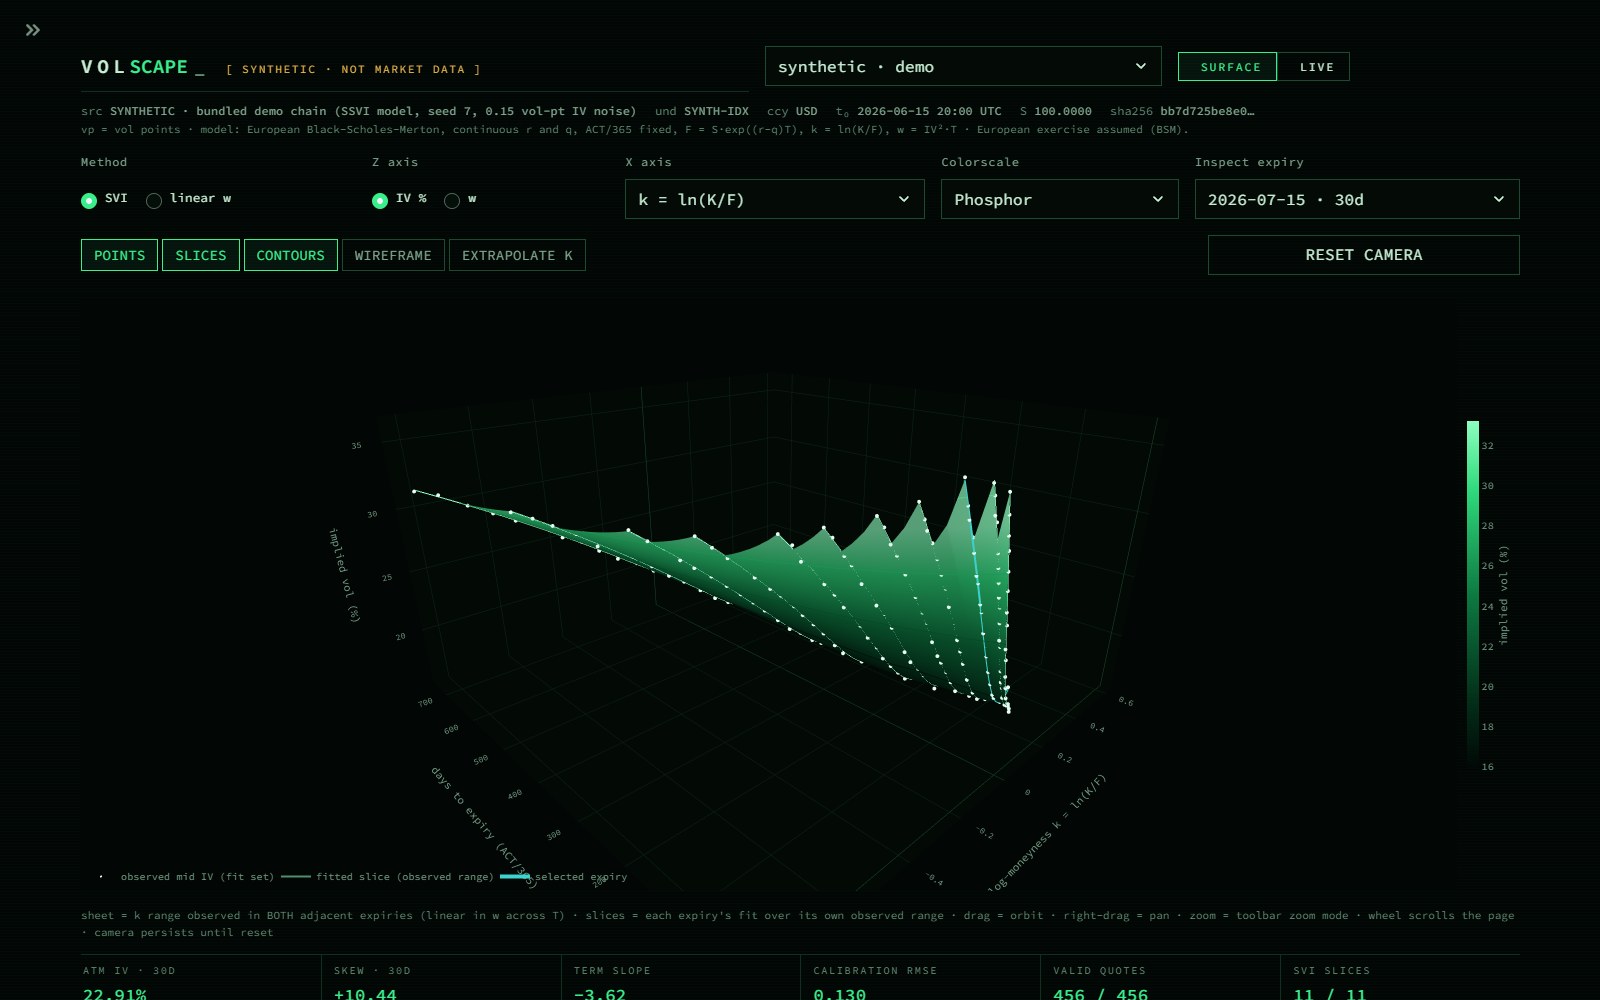 »
VOLSCAPE_ [ SYNTHETIC · NOT MARKET DATA ]
synthetic · demo
SURFACE LIVE
src SYNTHETIC · bundled demo chain (SSVI model, seed 7, 0.15 vol-pt IV noise) und SYNTH-IDX ccy USD t₀ 2026-06-15 20:00 UTC S 100.0000 sha256 bb7d725be8e0…
vp = vol points · model: European Black-Scholes-Merton, continuous r and q, ACT/365 fixed, F = S·exp((r-q)T), k = ln(K/F), w = IV²·T · European exercise assumed (BSM).
Method Z axis X axis Colorscale Inspect expiry
SVI linear w IV % w k = ln(K/F) Phosphor 2026-07-15 · 30d
POINTS SLICES CONTOURS WIREFRAME EXTRAPOLATE K RESET CAMERA
35
30
25
20
implied vol (%)
700
600
500
400
300
200
days to expiry (ACT/365)
0.6
0.4
0.2
0
-0.2
-0.4
log-moneyness k = ln(K/F)
32
30
28
26
24
22
20
18
16
implied vol (%)
observed mid IV (fit set) fitted slice (observed range) selected expiry
sheet = k range observed in BOTH adjacent expiries (linear in w across T) · slices = each expiry's fit over its own observed range · drag = orbit · right-drag = pan · zoom = toolbar zoom mode · wheel scrolls the page
· camera persists until reset
ATM IV · 30D SKEW · 30D TERM SLOPE CALIBRATION RMSE VALID QUOTES SVI SLICES
22.91% +10.44 −3.62 0.130 456 / 456 11 / 11